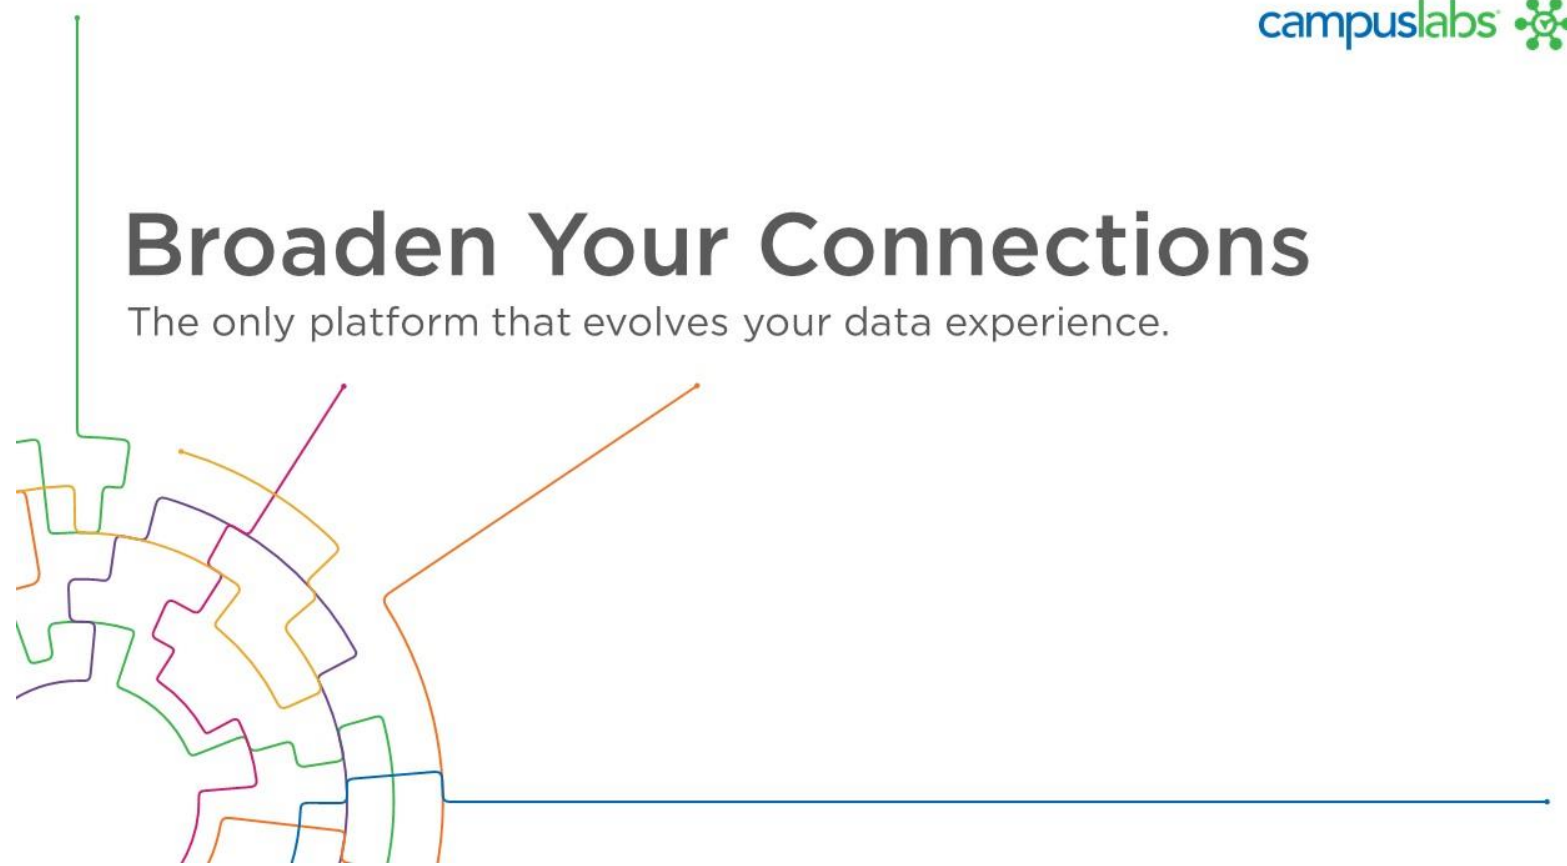 campuslabs
Broaden Your Connections
The only platform that evolves your data experience.